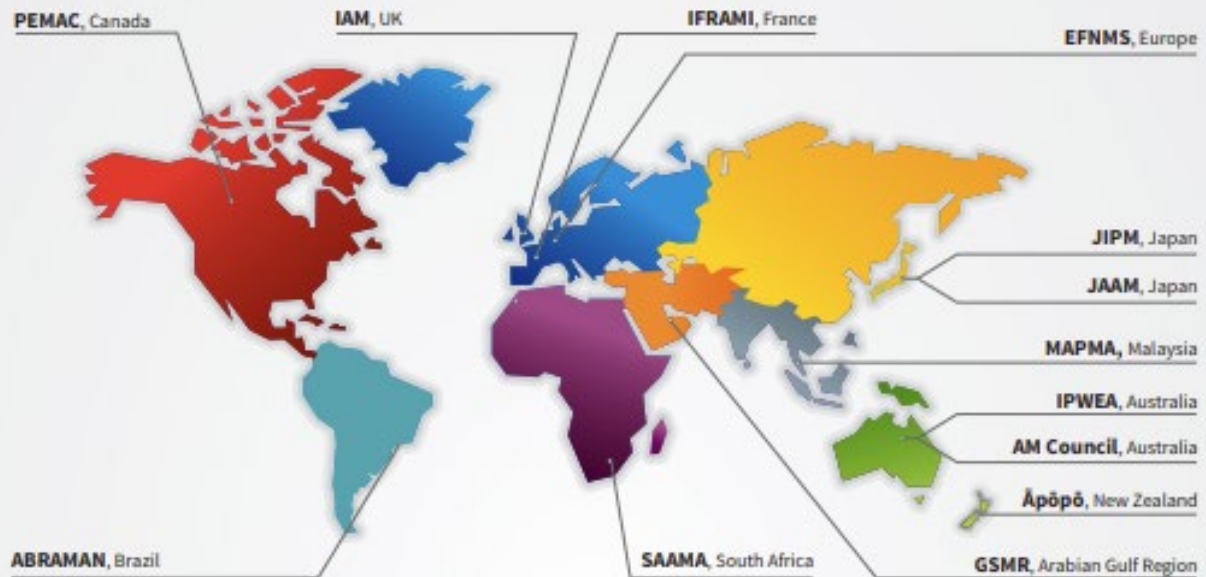 PEMAC, Canada
IAM, UK
IFRAMI, France
EFNMS, Europe
JIPM, Japan
JAAM, Japan
MAPMA, Malaysia
IPWEA, Australia
AM Council, Australia
Āpōpō, New Zealand
ABRAMAN, Brazil
SAAMA, South Africa
GSMR, Arabian Gulf Region